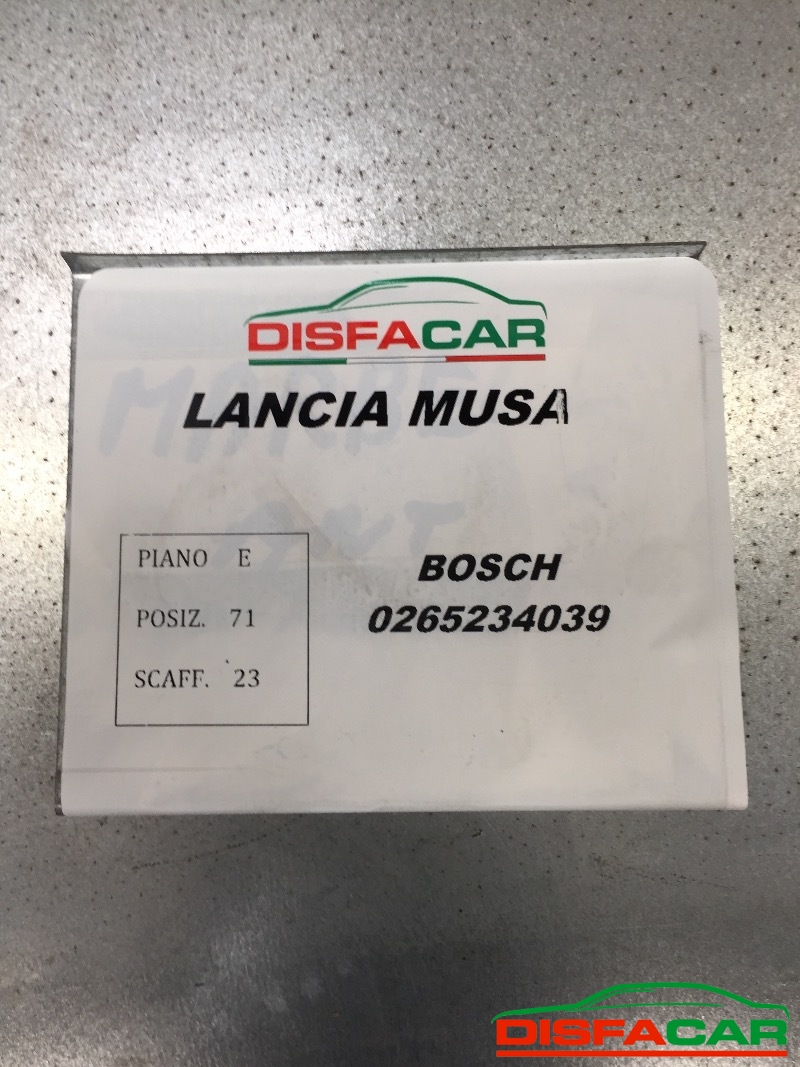 DISFACAR
LANCIA MUSA
PIANO E
POSIZ. 71
SCAFF. 23
BOSCH
0265234039
DISFACAR